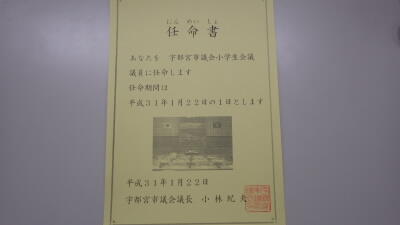 にん めい しょ
任命書
あなたを 宇都宮市議会小学生会議
議員に任命します
任命期間は
平成31年1月22日の1日とします
平成31年1月22日
宇都宮市議会議長 小林紀夫